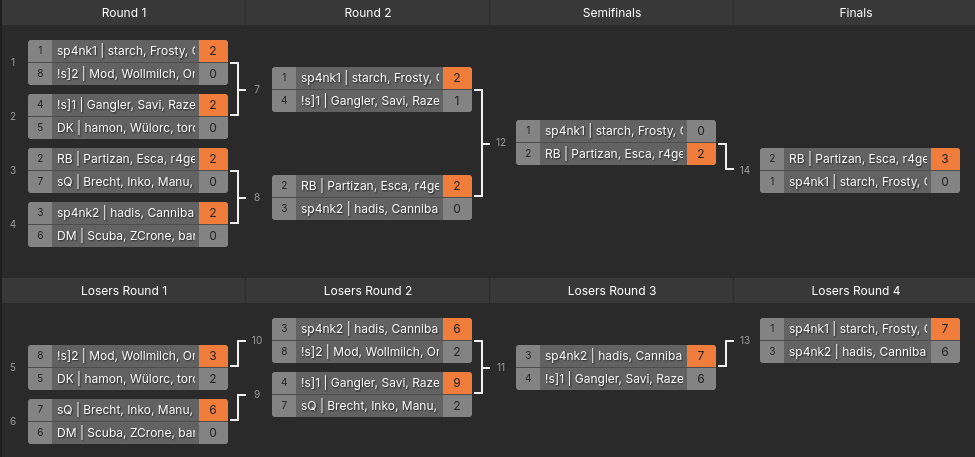 Round 1 Round 2 Semifinals Finals
1
1 sp4nk1 | starch, Frosty, 2
8 !s]2 | Mod, Wollmilch, 0
2
4 !s]1 | Gangler, Savi, Raze 2
5 DK | hamon, Wülorc, 0
3
2 RB | Partizan, Esca, r4ge 2
7 sQ | Brecht, Inko, Manu, 0
4
3 sp4nk2 | hadis, Canniba 2
6 DM | Scuba, ZCrone, bar 0
7
1 sp4nk1 | starch, Frosty, 2
4 !s]1 | Gangler, Savi, Raze 1
8
2 RB | Partizan, Esca, r4ge 2
3 sp4nk2 | hadis, Canniba 0
12
1 sp4nk1 | starch, Frosty, 0
2 RB | Partizan, Esca, r4ge 2
14
2 RB | Partizan, Esca, r4ge 3
1 sp4nk1 | starch, Frosty, 0
Losers Round 1 Losers Round 2 Losers Round 3 Losers Round 4
5
8 !s]2 | Mod, Wollmilch, 3
5 DK | hamon, Wülorc, 2
6
7 sQ | Brecht, Inko, Manu, 6
6 DM | Scuba, ZCrone, bar 0
10
3 sp4nk2 | hadis, Canniba 6
8 !s]2 | Mod, Wollmilch, 2
9
4 !s]1 | Gangler, Savi, Raze 9
7 sQ | Brecht, Inko, Manu, 2
11
3 sp4nk2 | hadis, Canniba 7
4 !s]1 | Gangler, Savi, Raze 6
13
1 sp4nk1 | starch, Frosty, 7
3 sp4nk2 | hadis, Canniba 6